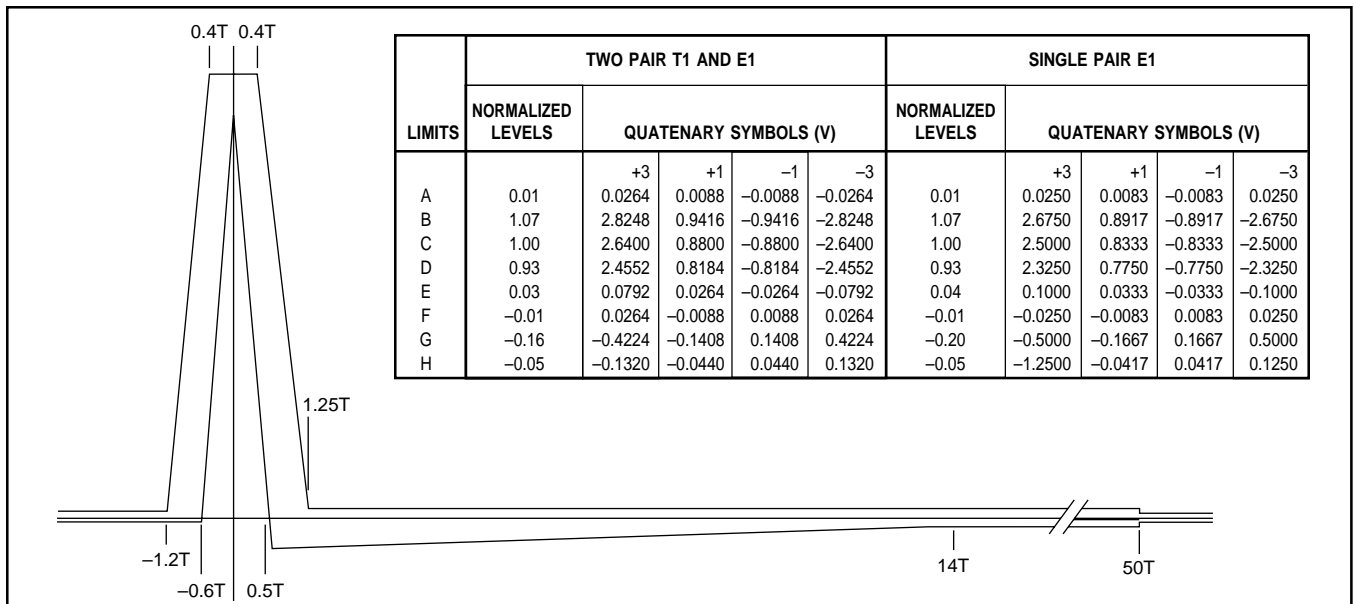 0.4T 0.4T
TWO PAIR T1 AND E1 SINGLE PAIR E1
LIMITS NORMALIZED LEVELS QUATENARY SYMBOLS (V) NORMALIZED LEVELS QUATENARY SYMBOLS (V)
+3 +1 –1 –3 +3 +1 –1 –3
A 0.01 0.0264 0.0088 –0.0088 –0.0264 0.01 0.0250 0.0083 –0.0083 0.0250
B 1.07 2.8248 0.9416 –0.9416 –2.8248 1.07 2.6750 0.8917 –0.8917 –2.6750
C 1.00 2.6400 0.8800 –0.8800 –2.6400 1.00 2.5000 0.8333 –0.8333 –2.5000
D 0.93 2.4552 0.8184 –0.8184 –2.4552 0.93 2.3250 0.7750 –0.7750 –2.3250
E 0.03 0.0792 0.0264 –0.0264 –0.0792 0.04 0.1000 0.0333 –0.0333 –0.1000
F –0.01 0.0264 –0.0088 0.0088 0.0264 –0.01 –0.0250 –0.0083 0.0083 0.0250
G –0.16 –0.4224 –0.1408 0.1408 0.4224 –0.20 –0.5000 –0.1667 0.1667 0.5000
H –0.05 –0.1320 –0.0440 0.0440 0.1320 –0.05 –1.2500 –0.0417 0.0417 0.1250
1.25T
–1.2T 14T 50T
–0.6T 0.5T